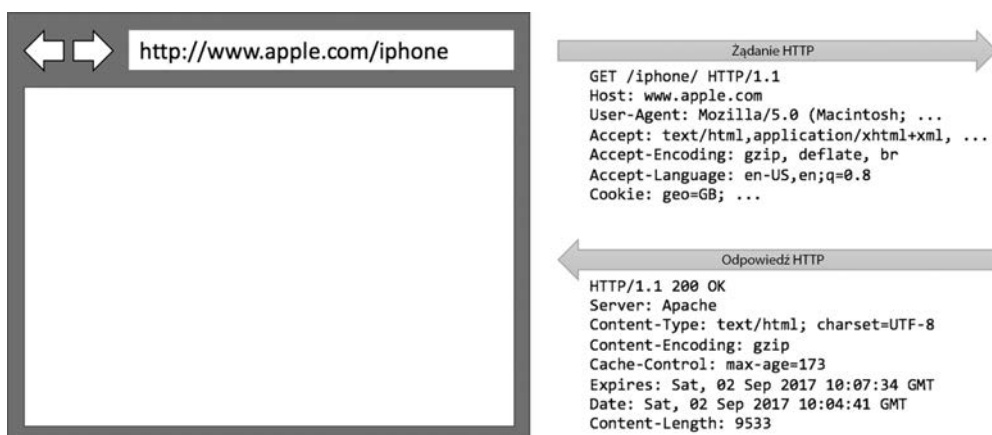 http://www.apple.com/iphone
Żądanie HTTP
GET /iphone/ HTTP/1.1
Host: www.apple.com
User-Agent: Mozilla/5.0 (Macintosh; ...
Accept: text/html,application/xhtml+xml, ...
Accept-Encoding: gzip, deflate, br
Accept-Language: en-US,en;q=0.8
Cookie: geo=GB; ...
Odpowiedź HTTP
HTTP/1.1 200 OK
Server: Apache
Content-Type: text/html; charset=UTF-8
Content-Encoding: gzip
Cache-Control: max-age=173
Expires: Sat, 02 Sep 2017 10:07:34 GMT
Date: Sat, 02 Sep 2017 10:04:41 GMT
Content-Length: 9533